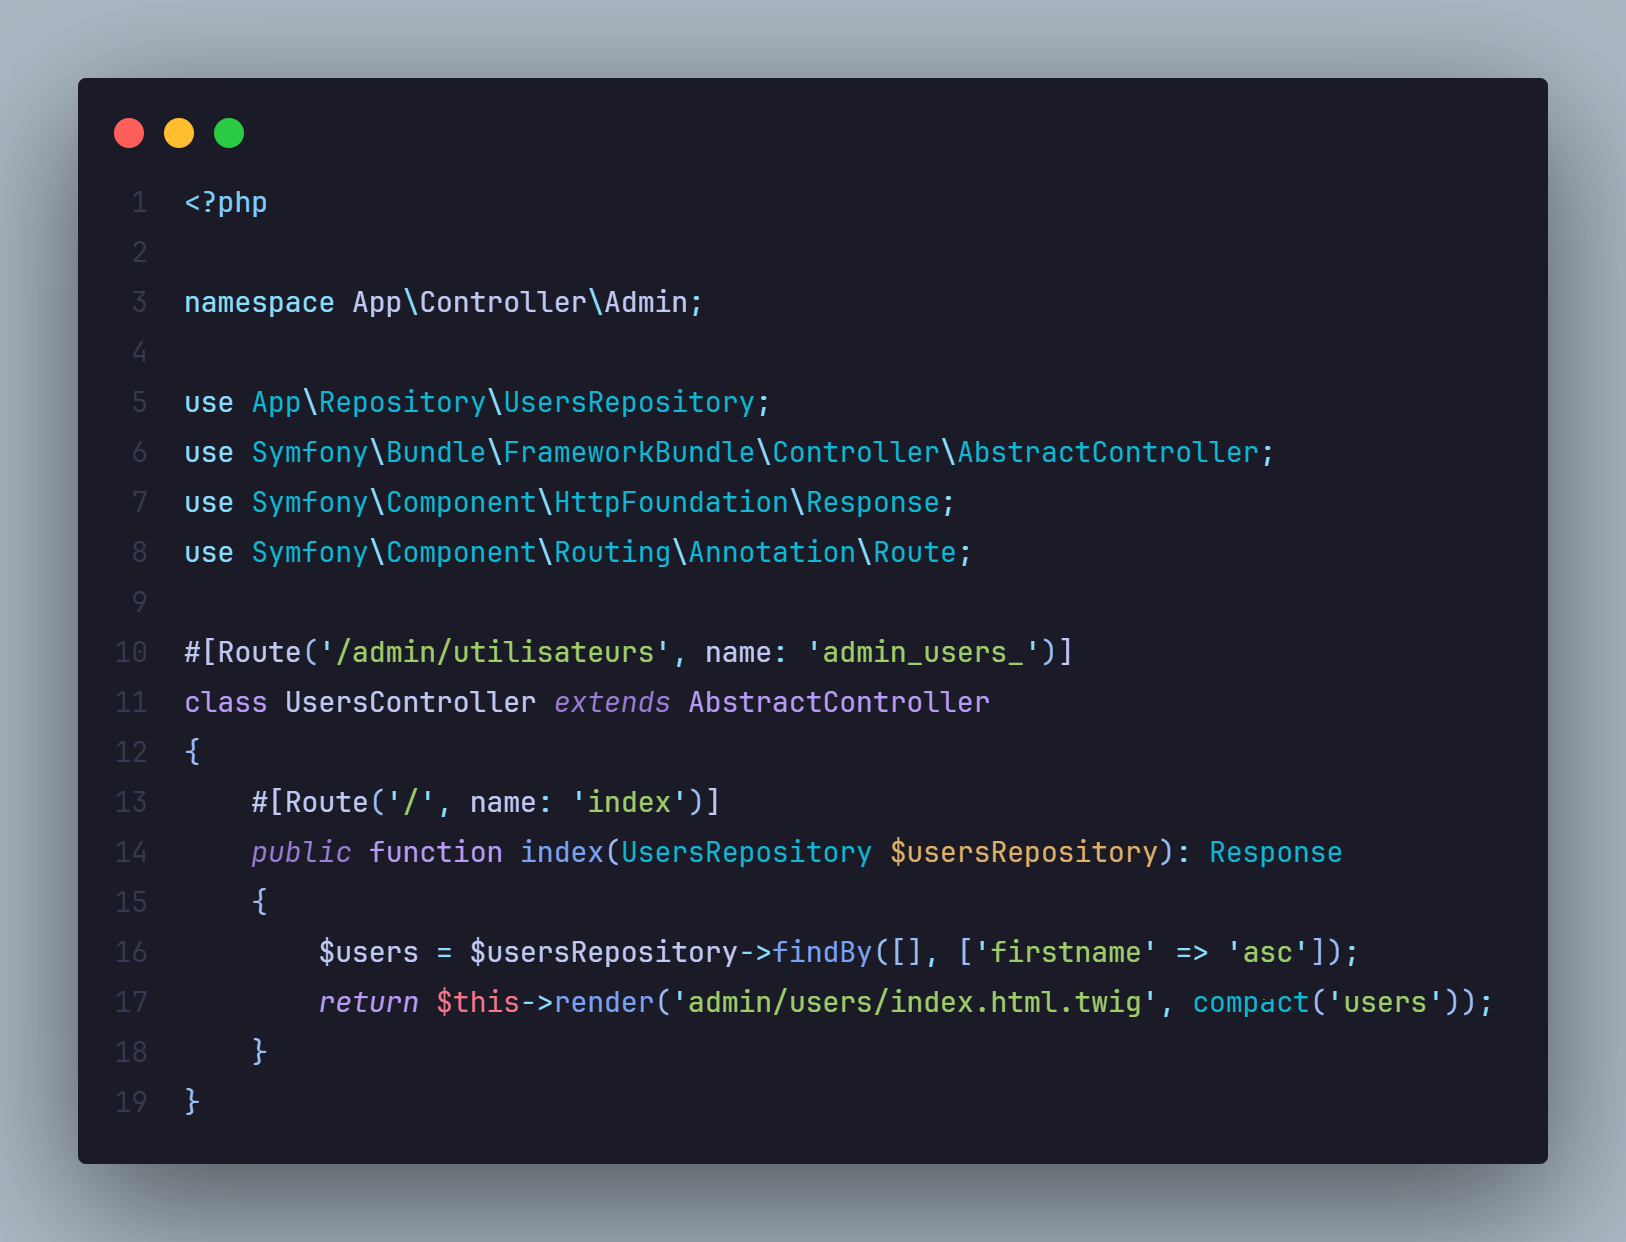 1 <?php
2
3 namespace App\Controller\Admin;
4
5 use App\Repository\UsersRepository;
6 use Symfony\Bundle\FrameworkBundle\Controller\AbstractController;
7 use Symfony\Component\HttpFoundation\Response;
8 use Symfony\Component\Routing\Annotation\Route;
9
10 #[Route('/admin/utilisateurs', name: 'admin_users_')]
11 class UsersController extends AbstractController
12 {
13     #[Route('/', name: 'index')]
14     public function index(UsersRepository $usersRepository): Response
15     {
16         $users = $usersRepository->findBy([], ['firstname' => 'asc']);
17         return $this->render('admin/users/index.html.twig', compact('users'));
18     }
19 }